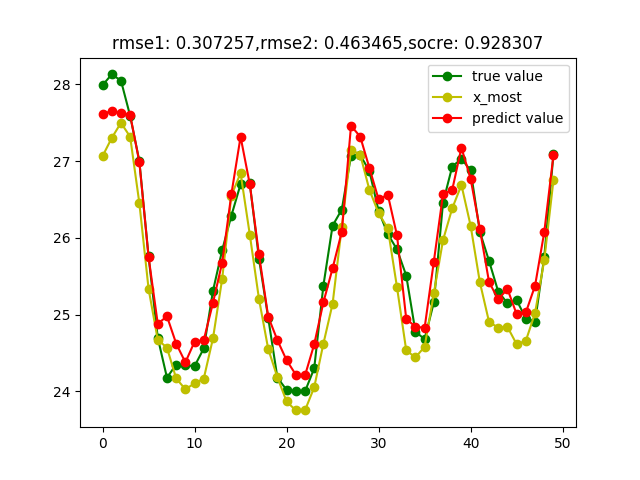 rmse1: 0.307257,rmse2: 0.463465,socre: 0.928307
true value
x_most
predict value
28
27
26
25
24
0 10 20 30 40 50